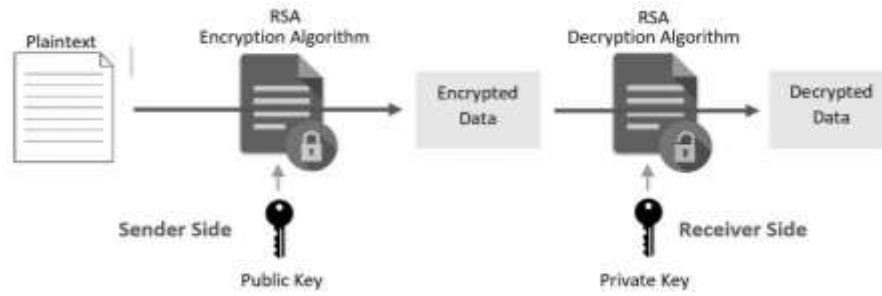 Plaintext
RSA
Encryption Algorithm
Encrypted
Data
RSA
Decryption Algorithm
Decrypted
Data
Sender Side
Public Key
Receiver Side
Private Key